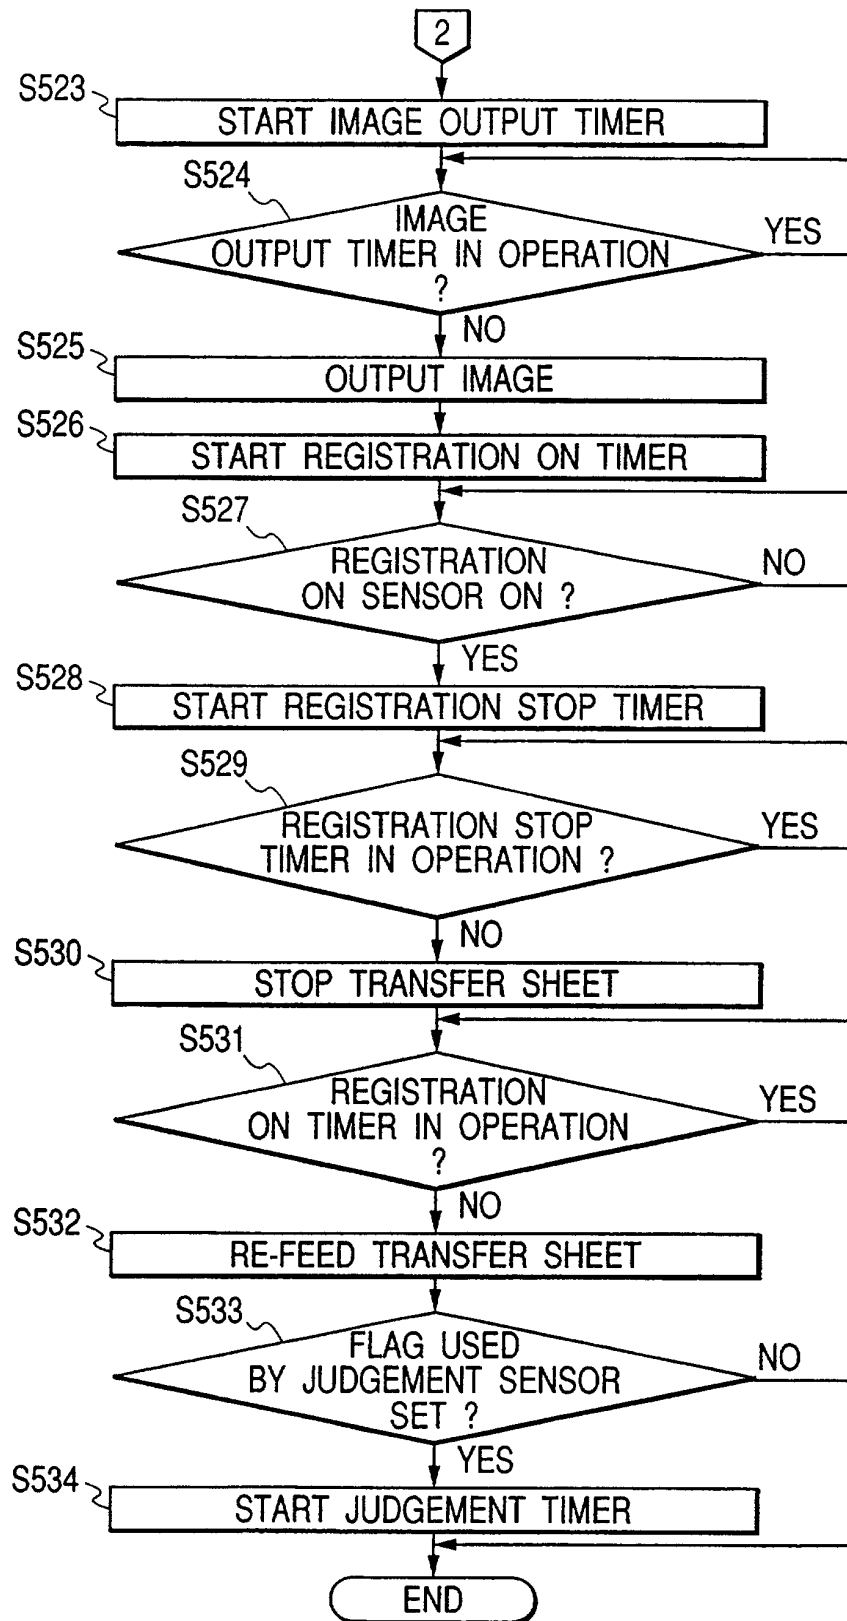 2
S523
START IMAGE OUTPUT TIMER
S524
IMAGE
OUTPUT TIMER IN OPERATION
?
YES
NO
S525
OUTPUT IMAGE
S526
START REGISTRATION ON TIMER
S527
REGISTRATION
ON SENSOR ON ?
NO
YES
S528
START REGISTRATION STOP TIMER
S529
REGISTRATION STOP
TIMER IN OPERATION ?
YES
NO
S530
STOP TRANSFER SHEET
S531
REGISTRATION
ON TIMER IN OPERATION
?
YES
NO
S532
RE-FEED TRANSFER SHEET
S533
FLAG USED
BY JUDGEMENT SENSOR
SET ?
NO
YES
S534
START JUDGEMENT TIMER
END